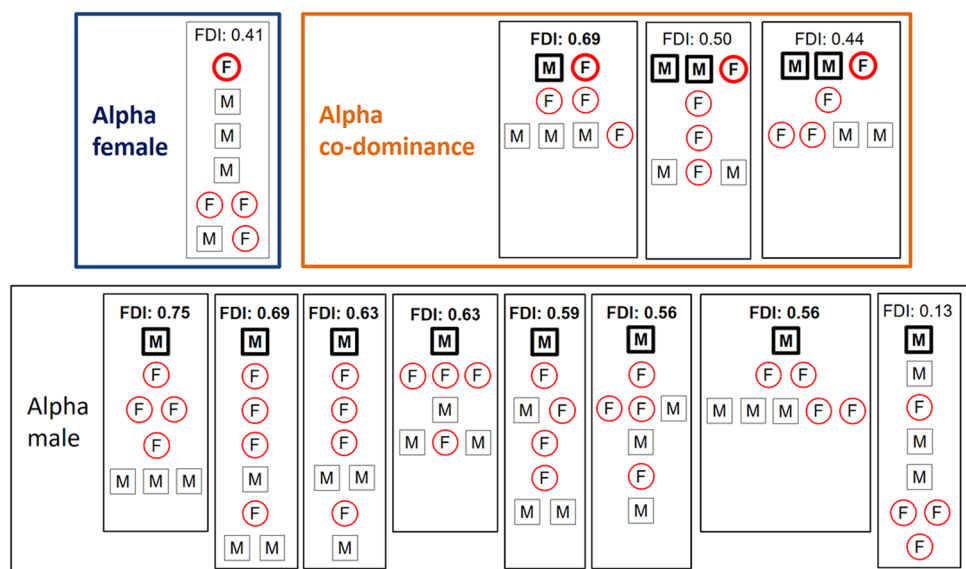 Alpha
female
FDI: 0.41
F
M
M
M
F F
M F
Alpha
co-dominance
FDI: 0.69
M F
F F
M M M F
FDI: 0.50
M M F
F
F
M F M
FDI: 0.44
M M F
F
F F M M
Alpha
male
FDI: 0.75
M
F
F F
F
M M M
FDI: 0.69
M
F
F
F
M
F
M M
FDI: 0.63
M
F
F
F
M M
F
M
FDI: 0.63
M
F F F
M
M F M
FDI: 0.59
M
F
M F
F
F
M M
FDI: 0.56
M
F
F F M
M
F
M
FDI: 0.56
M
F F
M M M F F
FDI: 0.13
M
M
F
M
M
F F
F